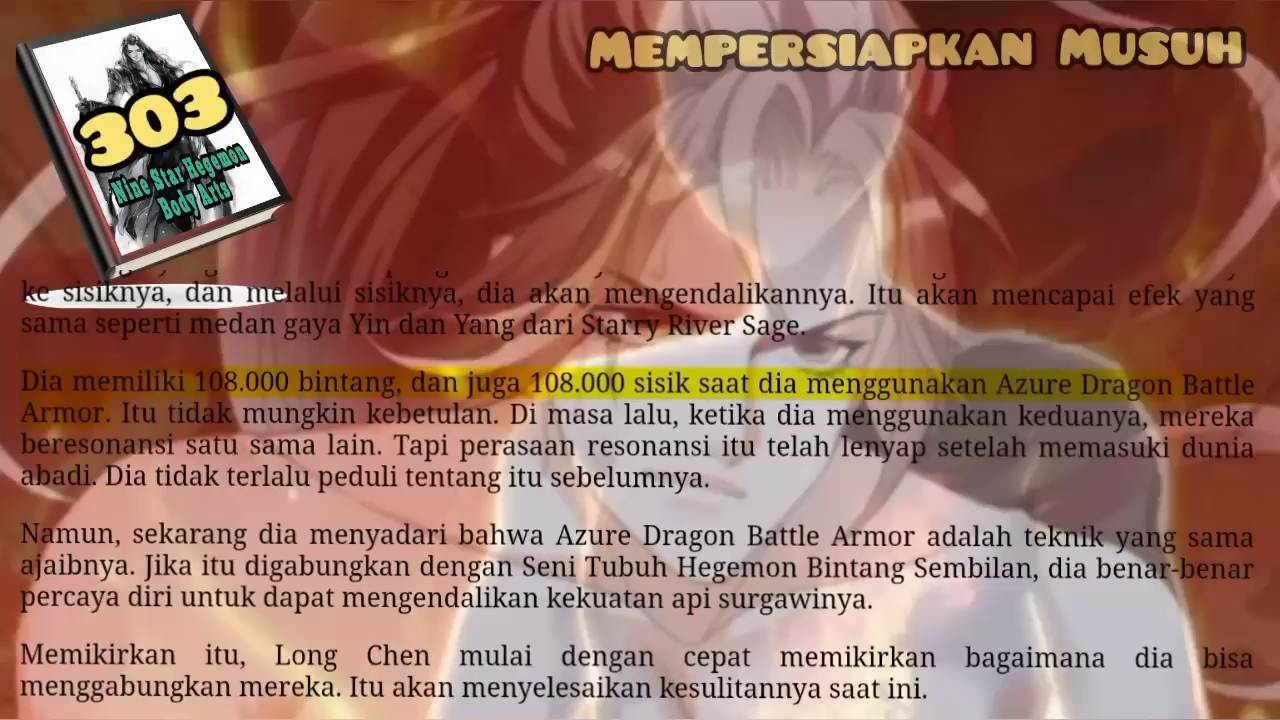 MEMPERSIAPKAN MUSUH
303
Nine Star Hegemon
Body Arts
ke sisiknya, dan melalui sisiknya, dia akan mengendalikannya. Itu akan mencapai efek yang
sama seperti medan gaya Yin dan Yang dari Starry River Sage.
Dia memiliki 108.000 bintang, dan juga 108.000 sisik saat dia menggunakan Azure Dragon Battle
Armor. Itu tidak mungkin kebetulan. Di masa lalu, ketika dia menggunakan keduanya, mereka
beresonansi satu sama lain. Tapi perasaan resonansi itu telah lenyap setelah memasuki dunia
abadi. Dia tidak terlalu peduli tentang itu sebelumnya.
Namun, sekarang dia menyadari bahwa Azure Dragon Battle Armor adalah teknik yang sama
ajaibnya. Jika itu digabungkan dengan Seni Tubuh Hegemon Bintang Sembilan, dia benar-benar
percaya diri untuk dapat mengendalikan kekuatan api surgawinya.
Memikirkan itu, Long Chen mulai dengan cepat memikirkan bagaimana dia bisa
menggabungkan mereka. Itu akan menyelesaikan kesulitannya saat ini.